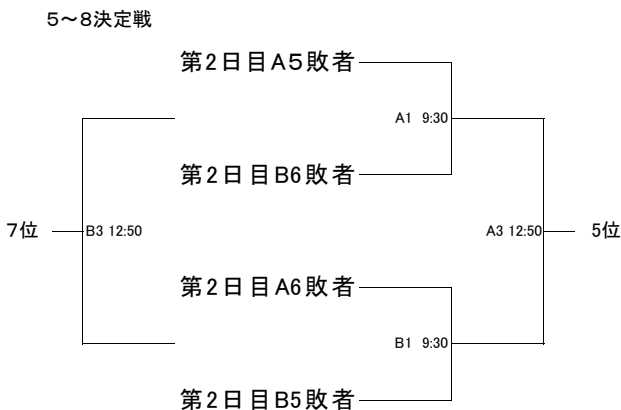 5～8決定戦
第2日目A5敗者
A1 9:30
第2日目B6敗者
7位
B3 12:50
A3 12:50
5位
第2日目A6敗者
B1 9:30
第2日目B5敗者